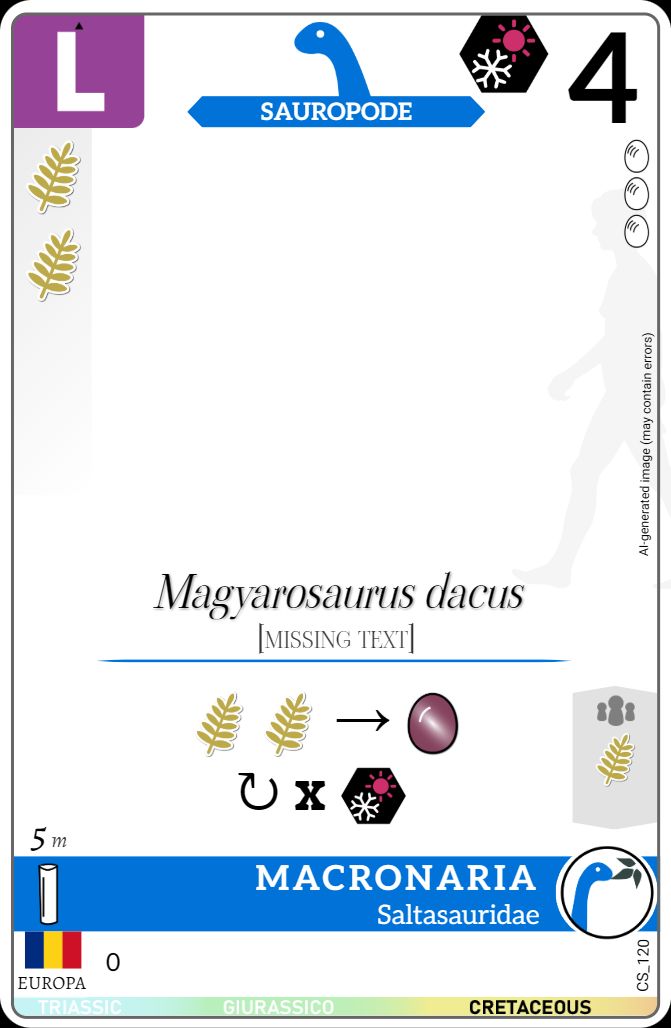 L
SAUROPODE
4
AI-generated image (may contain errors)
Magyarosaurus dacus
[MISSING TEXT]
x
5 m
MACRONARIA
Saltasauridae
EUROPA
0
CS_120
TRIASSIC
GIURASSICO
CRETACEOUS